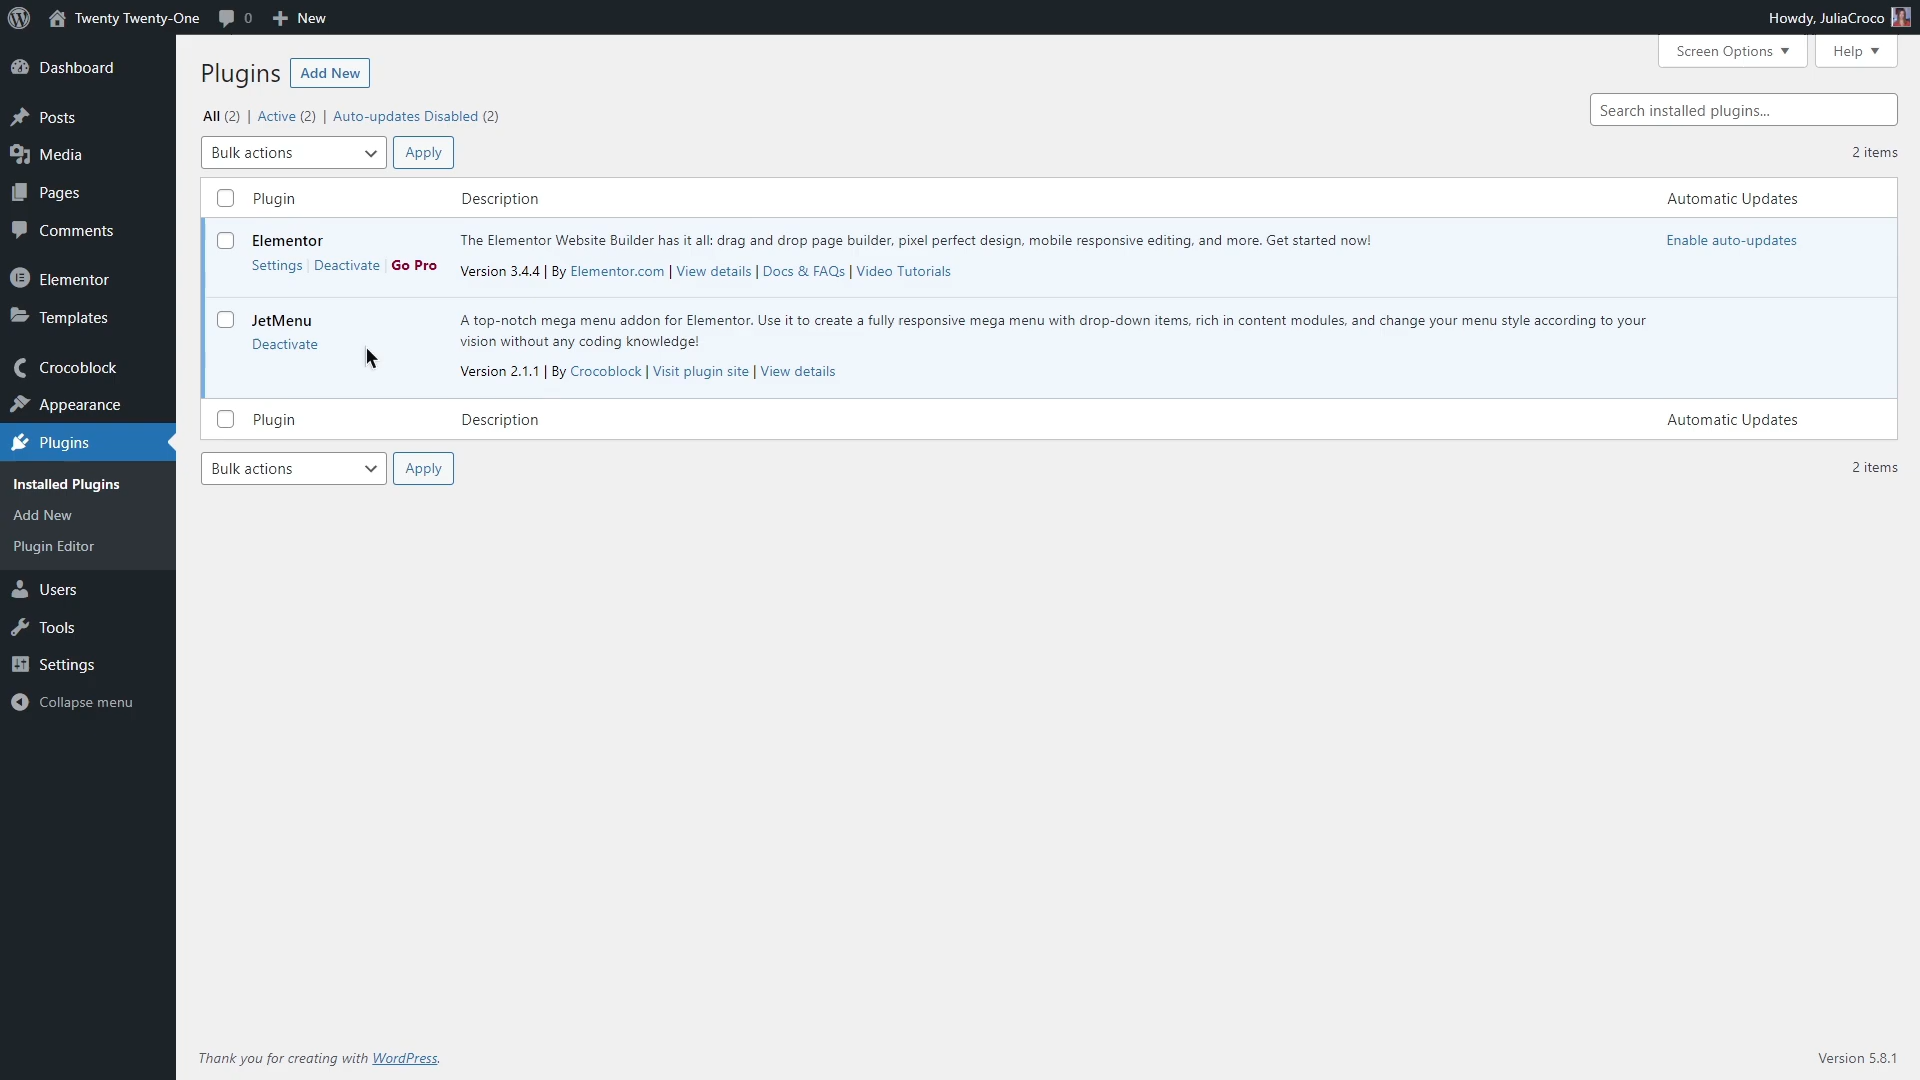 Twenty Twenty-One 0 New Howdy, JuliaCroco
Screen Options Help
Dashboard
Posts
Media
Pages
Comments
Elementor
Templates
Crocoblock
Appearance
Plugins
Installed Plugins
Add New
Plugin Editor
Users
Tools
Settings
Collapse menu
Plugins Add New
All (2) | Active (2) | Auto-updates Disabled (2)
Search installed plugins...
Bulk actions Apply 2 items
Plugin Description Automatic Updates
Elementor The Elementor Website Builder has it all: drag and drop page builder, pixel perfect design, mobile responsive editing, and more. Get started now! Enable auto-updates
Settings | Deactivate | Go Pro
Version 3.4.4 | By Elementor.com | View details | Docs & FAQs | Video Tutorials
JetMenu A top-notch mega menu addon for Elementor. Use it to create a fully responsive mega menu with drop-down items, rich in content modules, and change your menu style according to your
Deactivate vision without any coding knowledge!
Version 2.1.1 | By Crocoblock | Visit plugin site | View details
Plugin Description Automatic Updates
Bulk actions Apply 2 items
Thank you for creating with WordPress. Version 5.8.1